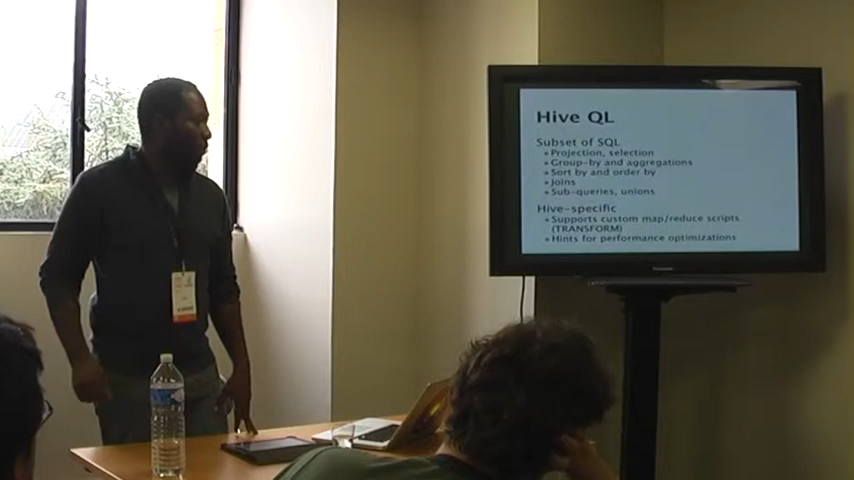 Hive QL
Subset of SQL
Projection, selection
Group-by and aggregations
Sort by and order by
Joins
Sub-queries, unions
Hive-specific
Supports custom map/reduce scripts
(TRANSFORM)
Hints for performance optimizations
Panasonic